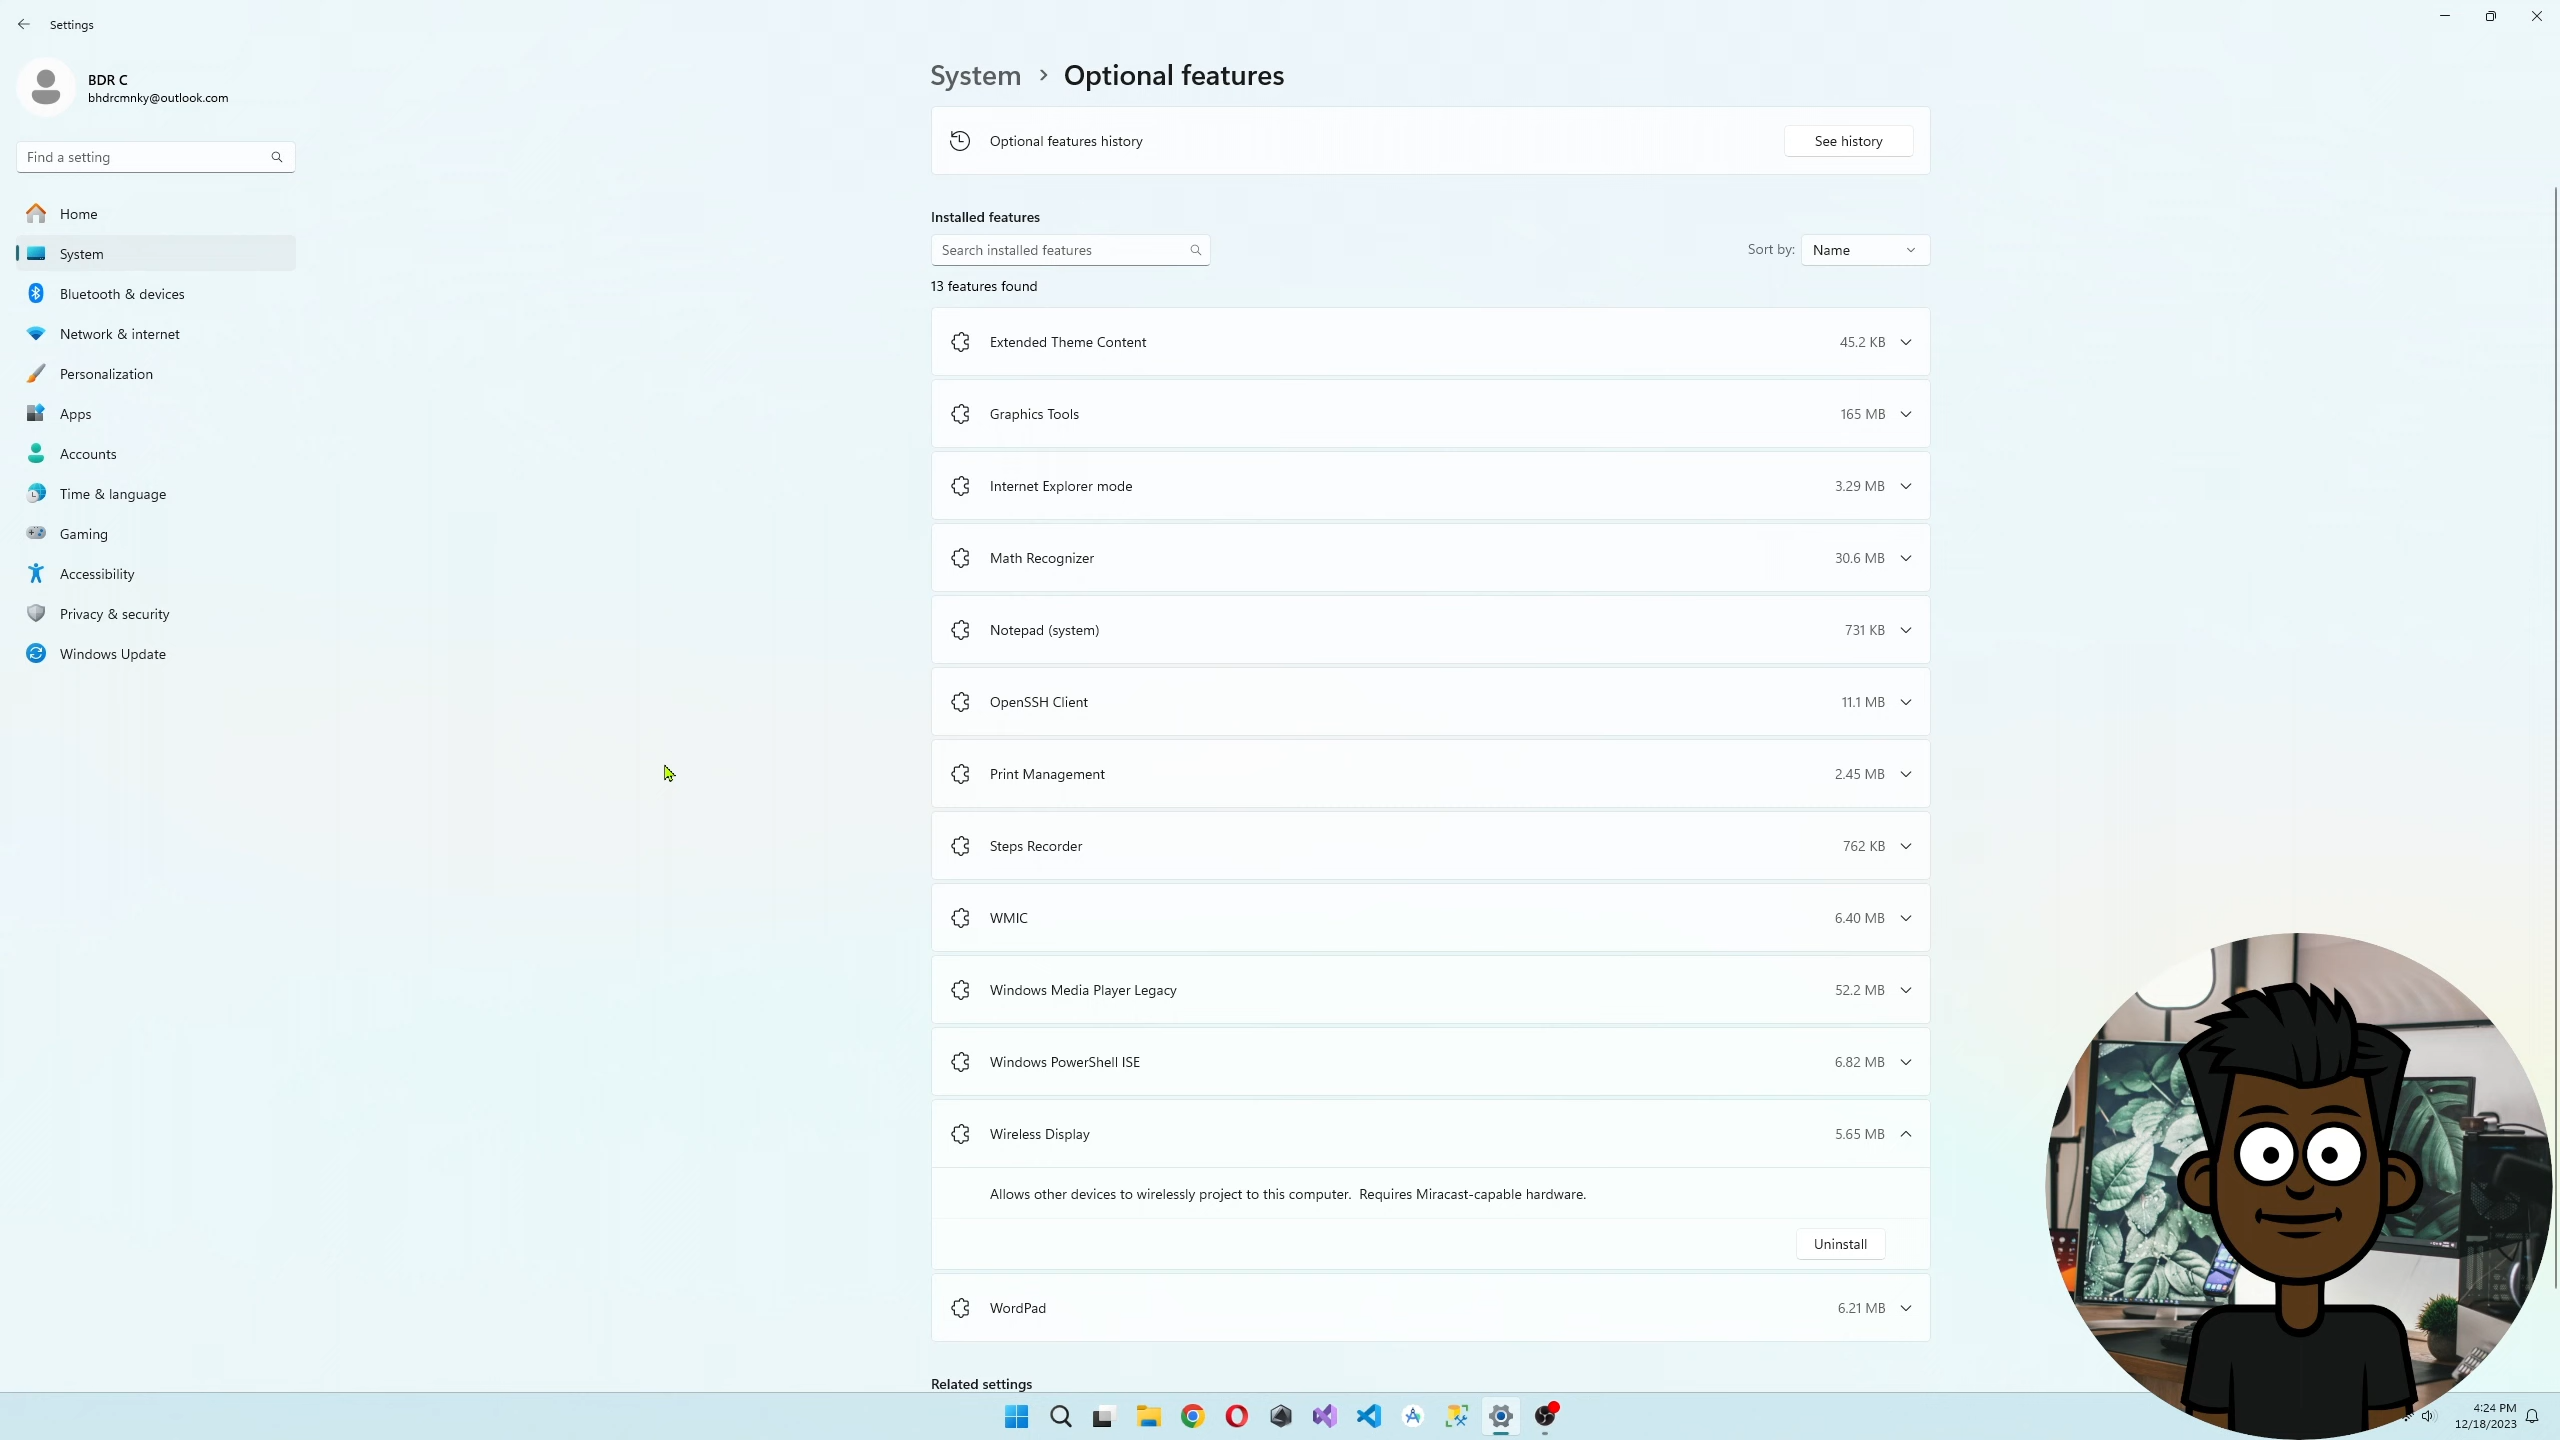 Settings
BDR C
bhdrcmnky@outlook.com
Find a setting
Home
System
Bluetooth & devices
Network & internet
Personalization
Apps
Accounts
Time & language
Gaming
Accessibility
Privacy & security
Windows Update
System > Optional features
Optional features history See history
Installed features
Search installed features Sort by: Name
13 features found
Extended Theme Content 45.2 KB
Graphics Tools 165 MB
Internet Explorer mode 3.29 MB
Math Recognizer 30.6 MB
Notepad (system) 731 KB
OpenSSH Client 11.1 MB
Print Management 2.45 MB
Steps Recorder 762 KB
WMIC 6.40 MB
Windows Media Player Legacy 52.2 MB
Windows PowerShell ISE 6.82 MB
Wireless Display 5.65 MB
Allows other devices to wirelessly project to this computer. Requires Miracast-capable hardware.
Uninstall
WordPad 6.21 MB
Related settings
4:24 PM
12/18/2023